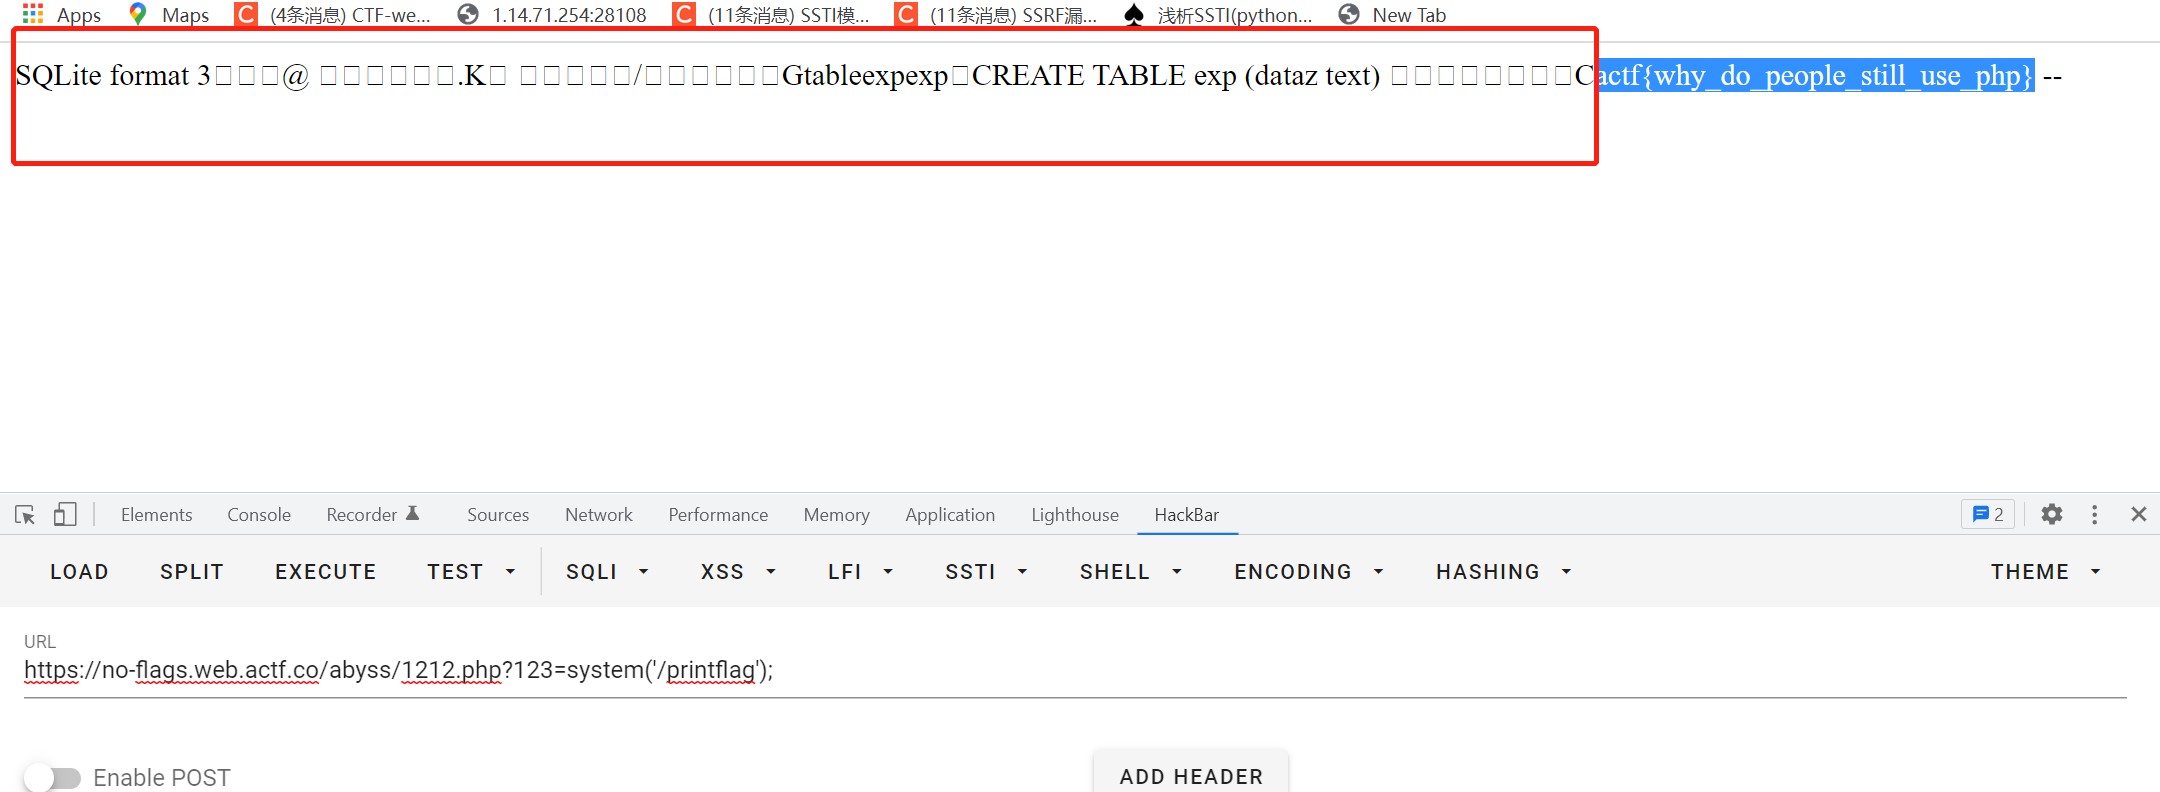 Apps Maps (4条消息) CTF-we... 1.14.71.254:28108 (11条消息) SSTI模... (11条消息) SSRF漏... 浅析SSTI(python... New Tab
SQLite format 3□□□@ □□□□□□.K□ □□□□□/□□□□□□Gtableexpexp□CREATE TABLE exp (dataz text) □□□□□□□□Cactf{why_do_people_still_use_php} --
Elements Console Recorder Sources Network Performance Memory Application Lighthouse HackBar 2
LOAD SPLIT EXECUTE TEST SQLI XSS LFI SSTI SHELL ENCODING HASHING THEME
URL
https://no-flags.web.actf.co/abyss/1212.php?123=system('/printflag');
Enable POST ADD HEADER